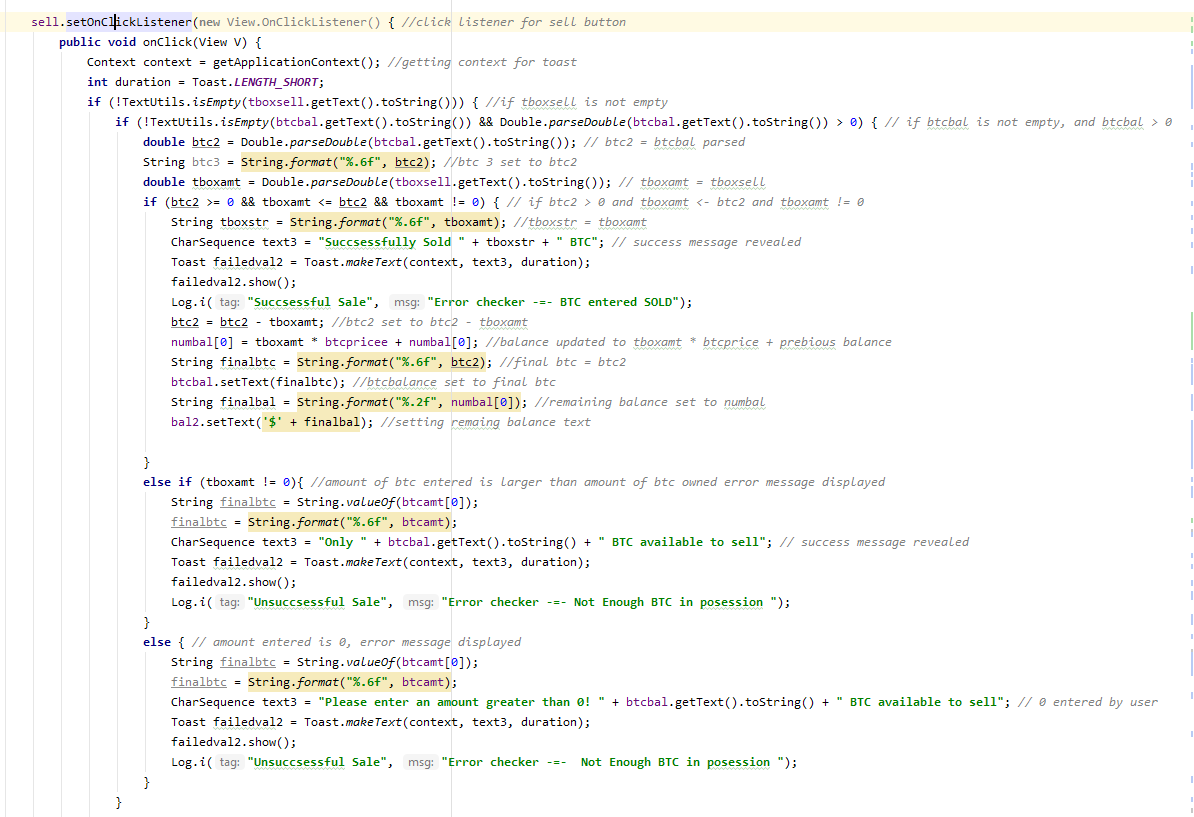 sell.setOnClickListener(new View.OnClickListener() { //click listener for sell button
public void onClick(View V) {
Context context = getApplicationContext(); //getting context for toast
int duration = Toast.LENGTH_SHORT;
if (!TextUtils.isEmpty(tboxsell.getText().toString())) { //if tboxsell is not empty
if (!TextUtils.isEmpty(btcbal.getText().toString()) && Double.parseDouble(btcbal.getText().toString()) > 0) { // if btcbal is not empty, and btcbal > 0
double btc2 = Double.parseDouble(btcbal.getText().toString()); // btc2 = btcbal parsed
String btc3 = String.format("%.6f", btc2); //btc 3 set to btc2
double tboxamt = Double.parseDouble(tboxsell.getText().toString()); // tboxamt = tboxsell
if (btc2 >= 0 && tboxamt <= btc2 && tboxamt != 0) { // if btc2 > 0 and tboxamt <- btc2 and tboxamt != 0
String tboxstr = String.format("%.6f", tboxamt); //tboxstr = tboxamt
CharSequence text3 = "Succsessfully Sold " + tboxstr + " BTC"; // success message revealed
Toast failedval2 = Toast.makeText(context, text3, duration);
failedval2.show();
Log.i( tag: "Succsessful Sale", msg: "Error checker -=- BTC entered SOLD");
btc2 = btc2 - tboxamt; //btc2 set to btc2 - tboxamt
numbal[0] = tboxamt * btcpricee + numbal[0]; //balance updated to tboxamt * btcprice + prebious balance
String finalbtc = String.format("%.6f", btc2); //final btc = btc2
btcbal.setText(finalbtc); //btcbalance set to final btc
String finalbal = String.format("%.2f", numbal[0]); //remaining balance set to numbal
bal2.setText('$' + finalbal); //setting remaing balance text
}
else if (tboxamt != 0){ //amount of btc entered is larger than amount of btc owned error message displayed
String finalbtc = String.valueOf(btcamt[0]);
finalbtc = String.format("%.6f", btcamt);
CharSequence text3 = "Only " + btcbal.getText().toString() + " BTC available to sell"; // success message revealed
Toast failedval2 = Toast.makeText(context, text3, duration);
failedval2.show();
Log.i( tag: "Unsuccsessful Sale", msg: "Error checker -=- Not Enough BTC in posession ");
}
else { // amount entered is 0, error message displayed
String finalbtc = String.valueOf(btcamt[0]);
finalbtc = String.format("%.6f", btcamt);
CharSequence text3 = "Please enter an amount greater than 0! " + btcbal.getText().toString() + " BTC available to sell"; // 0 entered by user
Toast failedval2 = Toast.makeText(context, text3, duration);
failedval2.show();
Log.i( tag: "Unsuccsessful Sale", msg: "Error checker -=-  Not Enough BTC in posession ");
}
}